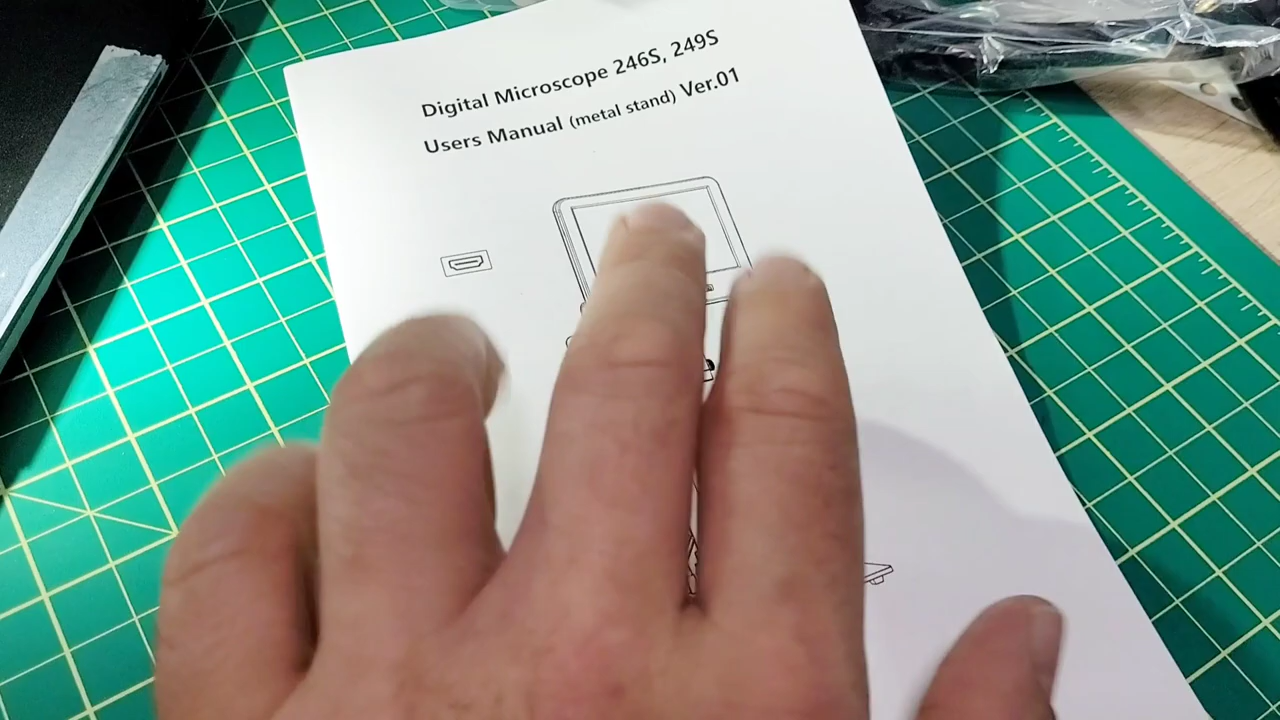 Digital Microscope 246S, 249S
Users Manual (metal stand) Ver.01